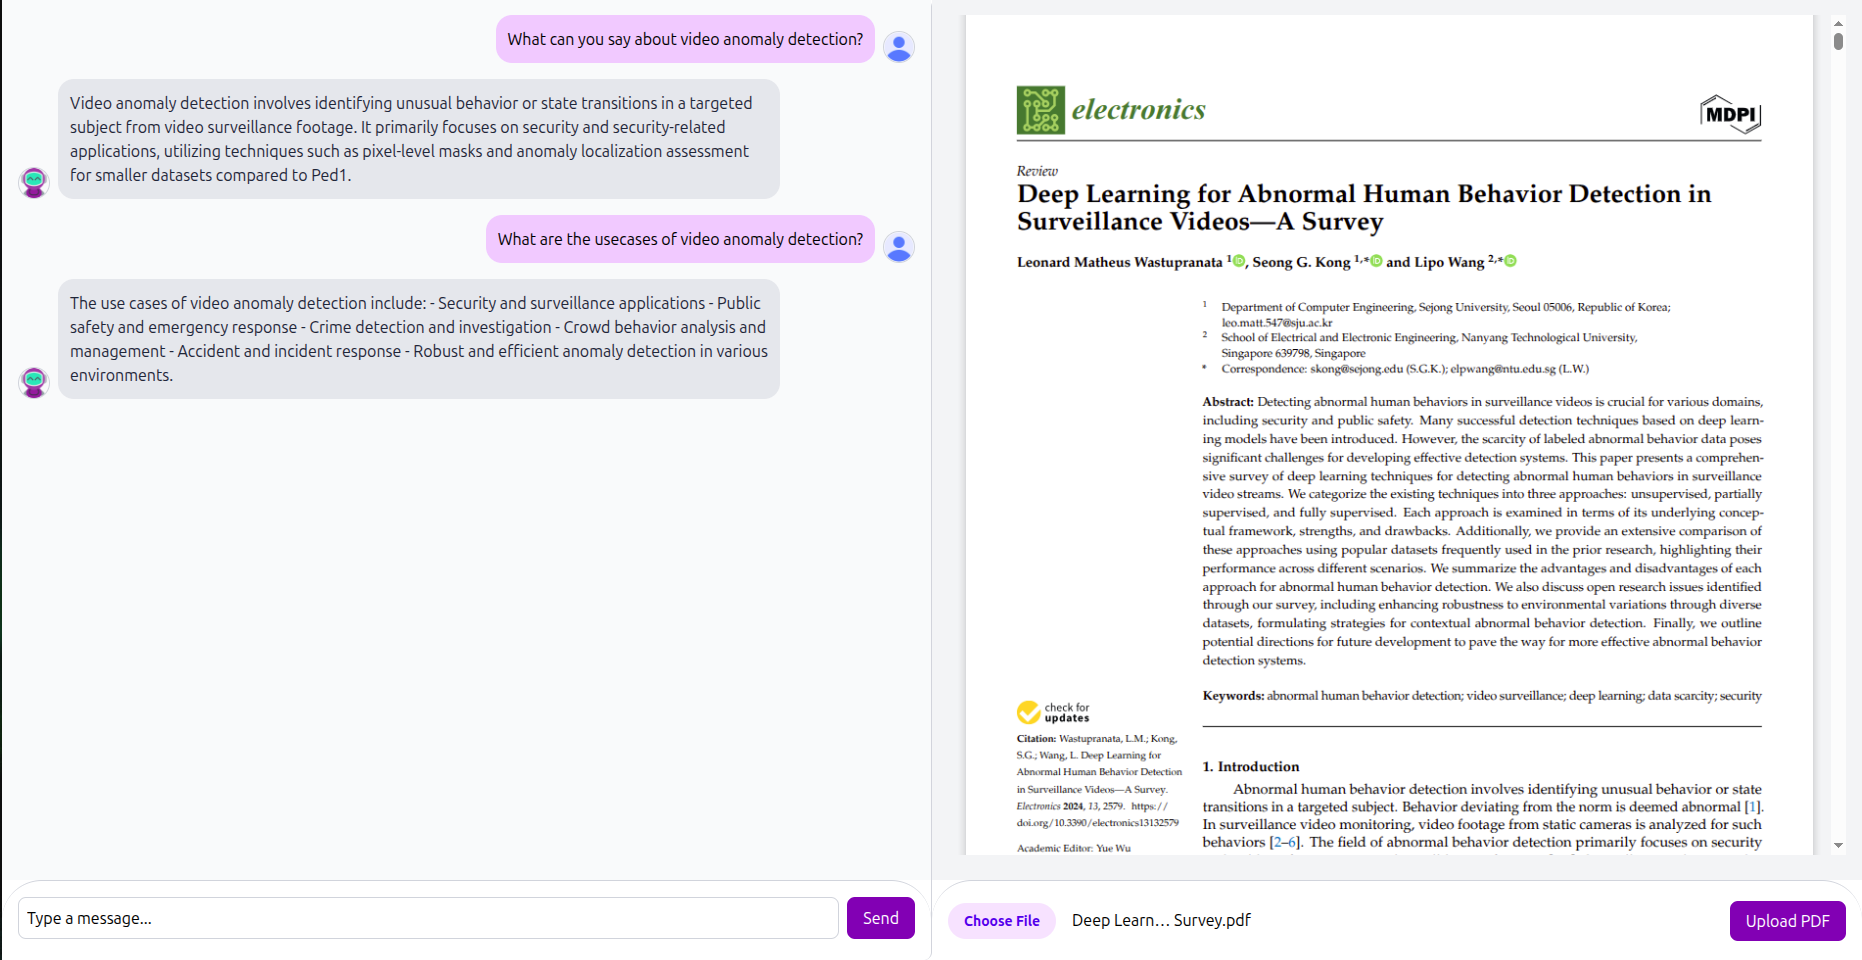 What can you say about video anomaly detection?
Video anomaly detection involves identifying unusual behavior or state transitions in a targeted
subject from video surveillance footage. It primarily focuses on security and security-related
applications, utilizing techniques such as pixel-level masks and anomaly localization assessment
for smaller datasets compared to Ped1.
What are the usecases of video anomaly detection?
The use cases of video anomaly detection include: - Security and surveillance applications - Public
safety and emergency response - Crime detection and investigation - Crowd behavior analysis and
management - Accident and incident response - Robust and efficient anomaly detection in various
environments.
Type a message...
Send
electronics
MDPI
Review
Deep Learning for Abnormal Human Behavior Detection in
Surveillance Videos—A Survey
Leonard Matheus Wastupranata 1 iD, Seong G. Kong 1,* iD and Lipo Wang 2,* iD
1 Department of Computer Engineering, Sejong University, Seoul 05006, Republic of Korea;
leo.matt.547@sju.ac.kr
2 School of Electrical and Electronic Engineering, Nanyang Technological University,
Singapore 639798, Singapore
* Correspondence: skong@sejong.edu (S.G.K.); elpwang@ntu.edu.sg (L.W.)
Abstract: Detecting abnormal human behaviors in surveillance videos is crucial for various domains,
including security and public safety. Many successful detection techniques based on deep learn-
ing models have been introduced. However, the scarcity of labeled abnormal behavior data poses
significant challenges for developing effective detection systems. This paper presents a comprehen-
sive survey of deep learning techniques for detecting abnormal human behaviors in surveillance
video streams. We categorize the existing techniques into three approaches: unsupervised, partially
supervised, and fully supervised. Each approach is examined in terms of its underlying concep-
tual framework, strengths, and drawbacks. Additionally, we provide an extensive comparison of
these approaches using popular datasets frequently used in the prior research, highlighting their
performance across different scenarios. We summarize the advantages and disadvantages of each
approach for abnormal human behavior detection. We also discuss open research issues identified
through our survey, including enhancing robustness to environmental variations through diverse
datasets, formulating strategies for contextual abnormal behavior detection. Finally, we outline
potential directions for future development to pave the way for more effective abnormal behavior
detection systems.
Keywords: abnormal human behavior detection; video surveillance; deep learning; data scarcity; security
check for
updates
Citation: Wastupranata, L.M.; Kong,
S.G.; Wang, L. Deep Learning for
Abnormal Human Behavior Detection
in Surveillance Videos—A Survey.
Electronics 2024, 13, 2579. https://
doi.org/10.3390/electronics13132579
Academic Editor: Yue Wu
1. Introduction
Abnormal human behavior detection involves identifying unusual behavior or state
transitions in a targeted subject. Behavior deviating from the norm is deemed abnormal [1].
In surveillance video monitoring, video footage from static cameras is analyzed for such
behaviors [2–6]. The field of abnormal behavior detection primarily focuses on security
Choose File
Deep Learn... Survey.pdf
Upload PDF